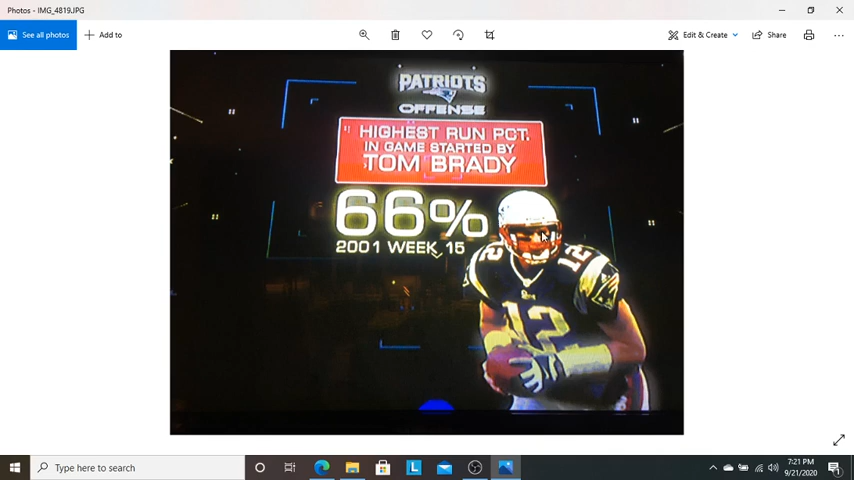 Photos - IMG_4819.JPG
See all photos
Add to
Edit & Create
Share
PATRIOTS
OFFENSE
HIGHEST RUN PCT.
IN GAME STARTED BY
TOM BRADY
66%
2001 WEEK 15
12
12
12
Type here to search
L
7:21 PM
9/21/2020
1